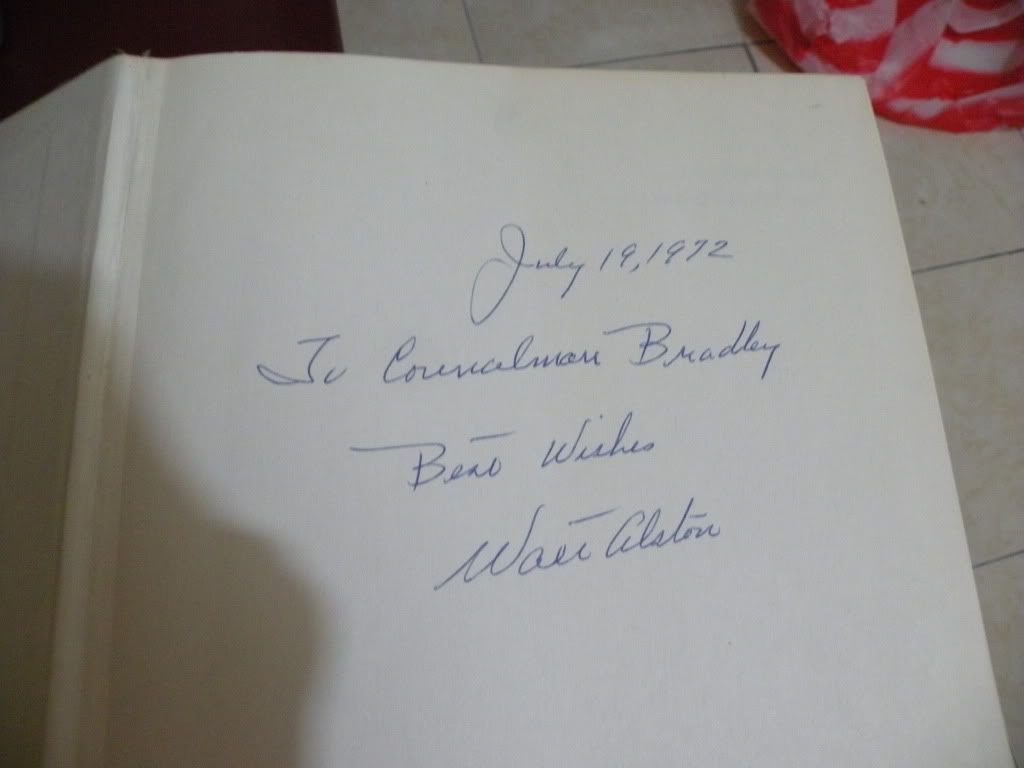 July 19, 1972
To Councilman Bradley
Best Wishes
Walt Alston